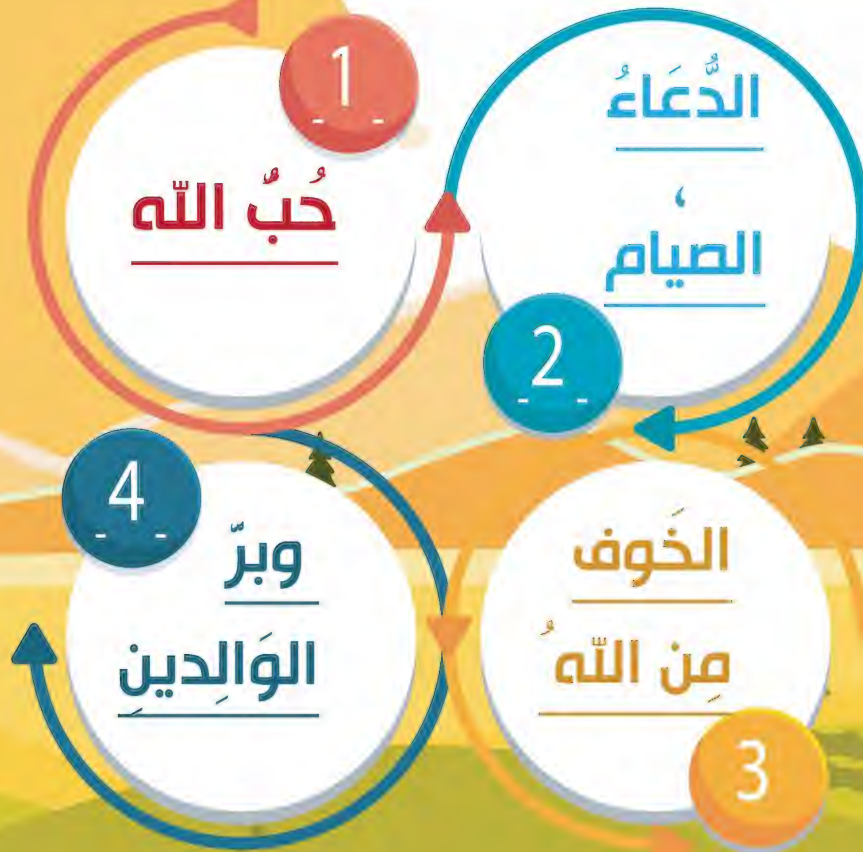 1
حُبُّ اللّه
الدُّعَاءُ
،
الصيام
2
الخَوف
مِن اللّهُ
3
4
وبرّ
الوَالِدينِ